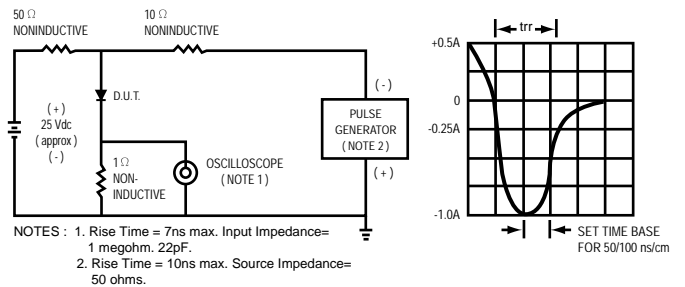 50 Ω
NONINDUCTIVE
10 Ω
NONINDUCTIVE
D.U.T.
( + )
25 Vdc
( approx )
( - )
1 Ω
NON-
INDUCTIVE
OSCILLOSCOPE
( NOTE 1 )
( - )
PULSE
GENERATOR
( NOTE 2 )
( + )
NOTES : 1. Rise Time = 7ns max. Input Impedance=
1 megohm. 22pF.
2. Rise Time = 10ns max. Source Impedance=
50 ohms.
trr
+0.5A
0
-0.25A
-1.0A
SET TIME BASE
FOR 50/100 ns/cm